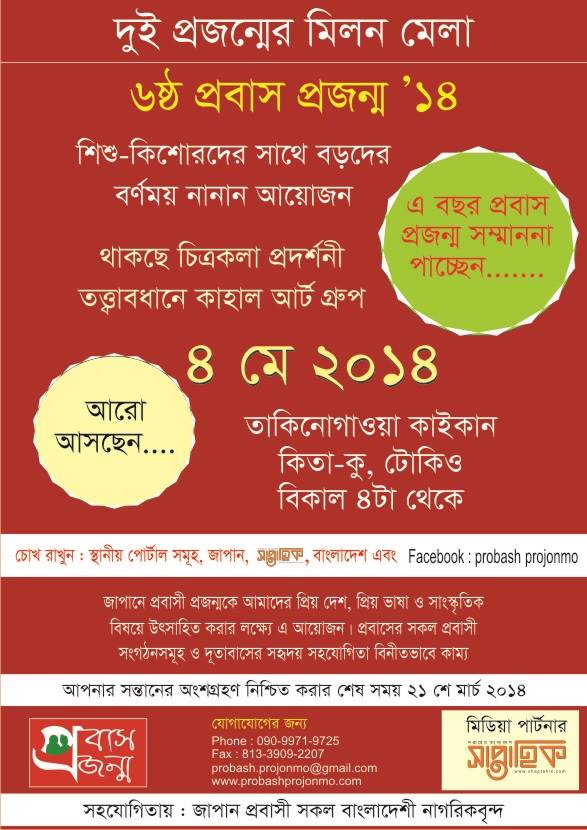 দুই প্রজন্মের মিলন মেলা
৬ষ্ঠ প্রবাস প্রজন্ম ’১৪
শিশু-কিশোরদের সাথে বড়দের
বর্ণময় নানান আয়োজন
এ বছর প্রবাস
প্রজন্ম সম্মাননা
পাচ্ছেন.......
থাকছে চিত্রকলা প্রদর্শনী
তত্ত্বাবধানে কাহাল আর্ট গ্রুপ
৪ মে ২০১৪
আরো
আসছেন....
তাকিনোগাওয়া কাইকান
কিতা-কু, টোকিও
বিকাল ৪টা থেকে
চোখ রাখুন : স্থানীয় পোর্টাল সমূহ, জাপান, সাপ্তাহিক, বাংলাদেশ এবং Facebook : probash projonmo
জাপানে প্রবাসী প্রজন্মকে আমাদের প্রিয় দেশ, প্রিয় ভাষা ও সাংস্কৃতিক
বিষয়ে উৎসাহিত করার লক্ষ্যে এ আয়োজন। প্রবাসের সকল প্রবাসী
সংগঠনসমূহ ও দূতাবাসের সহৃদয় সহযোগিতা বিনীতভাবে কাম্য
আপনার সন্তানের অংশগ্রহণ নিশ্চিত করার শেষ সময় ২১ শে মার্চ ২০১৪
প্রবাস
প্রজন্ম
যোগাযোগের জন্য
Phone : 090-9971-9725
Fax : 813-3909-2207
probash.projonmo@gmail.com
www.probashprojonmo.com
মিডিয়া পার্টনার
সাপ্তাহিক
www.shaptahik.com
সহযোগিতায় : জাপান প্রবাসী সকল বাংলাদেশী নাগরিকবৃন্দ